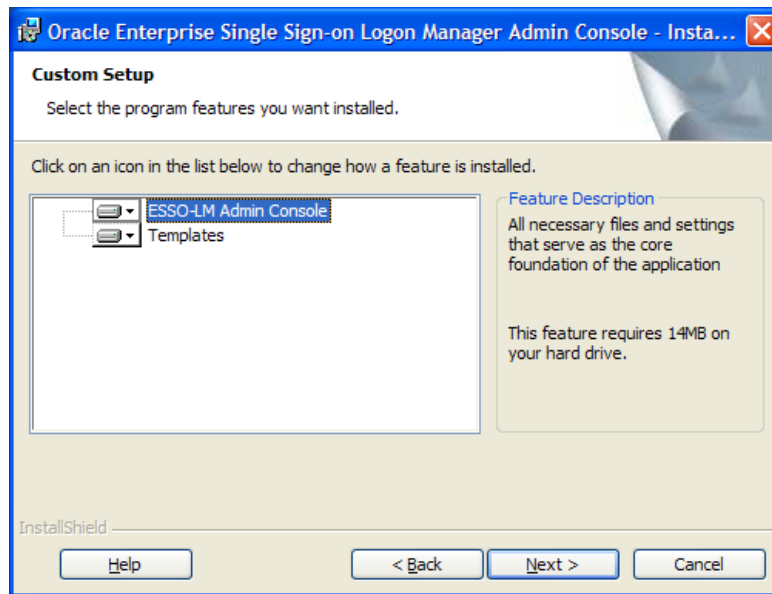 Oracle Enterprise Single Sign-on Logon Manager Admin Console - Insta...
Custom Setup
Select the program features you want installed.
Click on an icon in the list below to change how a feature is installed.
ESSO-LM Admin Console
Templates
Feature Description
All necessary files and settings
that serve as the core
foundation of the application
This feature requires 14MB on
your hard drive.
InstallShield
Help
< Back
Next >
Cancel